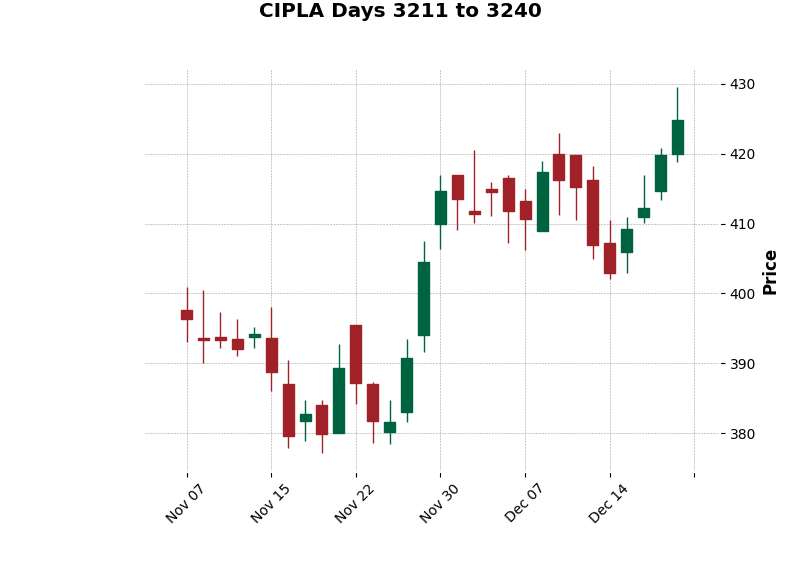 CIPLA Days 3211 to 3240
430
420
410
400
390
380
Price
Nov 07
Nov 15
Nov 22
Nov 30
Dec 07
Dec 14